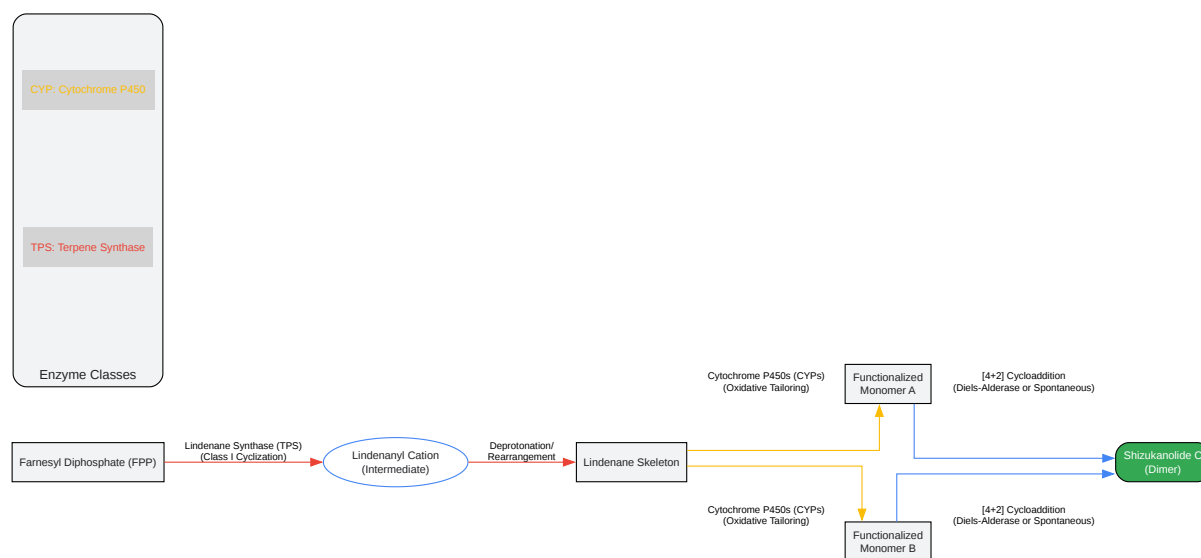 CYP: Cytochrome P450
TPS: Terpene Synthase
Enzyme Classes
Farnesyl Diphosphate (FPP)
Lindenane Synthase (TPS)
(Class I Cyclization)
Lindenanyl Cation
(Intermediate)
Deprotonation/
Rearrangement
Lindenane Skeleton
Cytochrome P450s (CYPs)
(Oxidative Tailoring)
Functionalized
Monomer A
[4+2] Cycloaddition
(Diels-Alderase or Spontaneous)
Cytochrome P450s (CYPs)
(Oxidative Tailoring)
Functionalized
Monomer B
[4+2] Cycloaddition
(Diels-Alderase or Spontaneous)
Shizukanolide C
(Dimer)